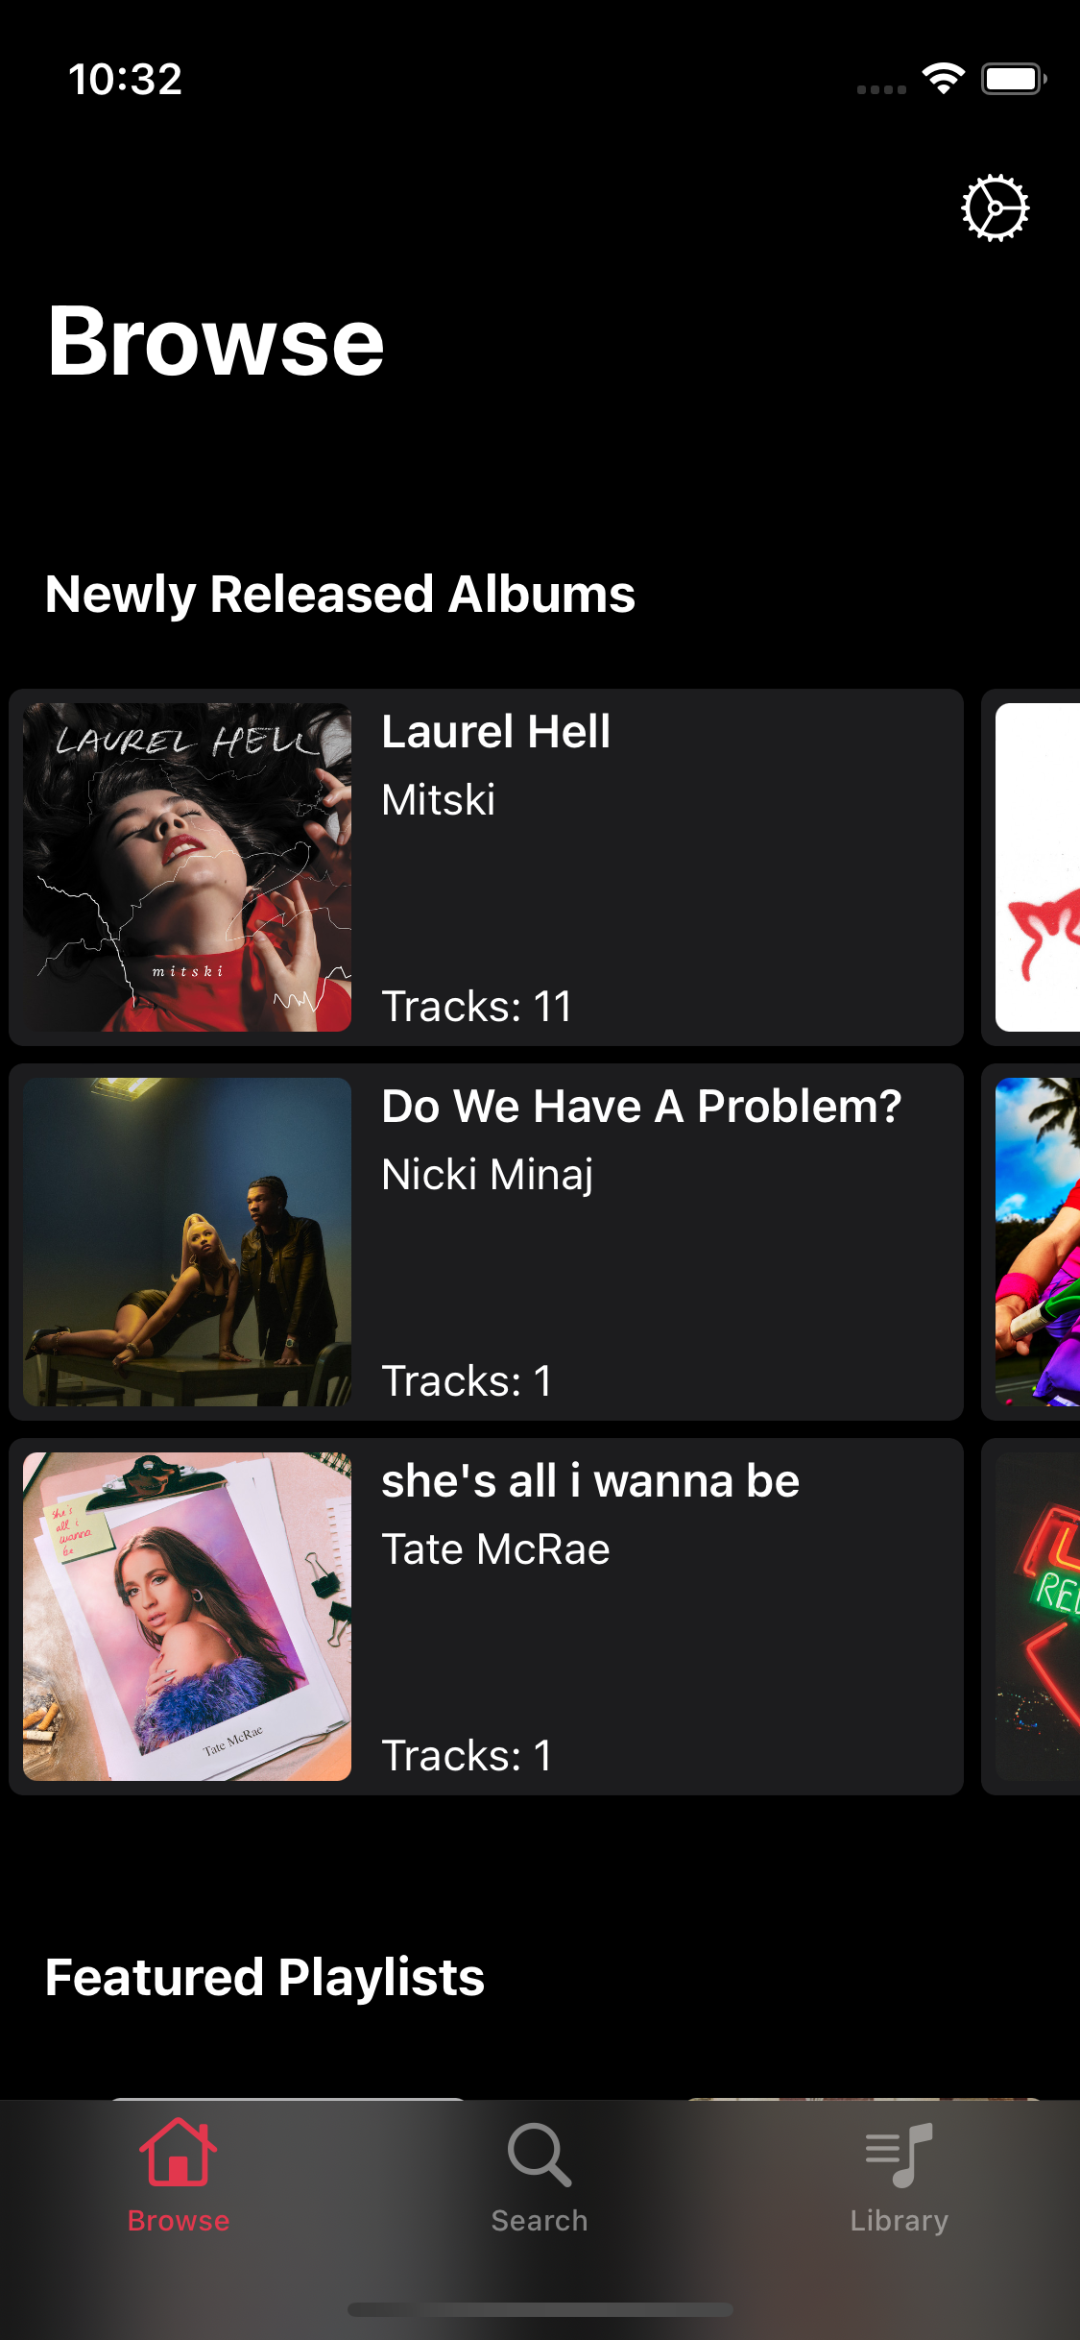 10:32
Browse
Newly Released Albums
LAUREL HELL
mitski
Laurel Hell
Mitski
Tracks: 11
Do We Have A Problem?
Nicki Minaj
Tracks: 1
she's
all i
wanna
be
Tate McRae
she's all i wanna be
Tate McRae
Tracks: 1
Featured Playlists
Browse
Search
Library